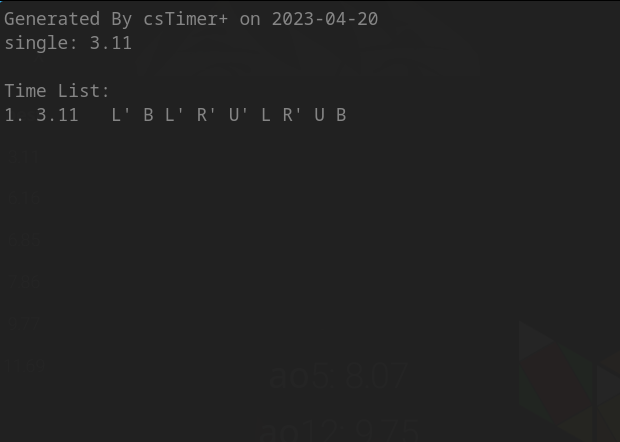 Generated By csTimer+ on 2023-04-20
single: 3.11
Time List:
1. 3.11   L' B L' R' U' L R' U B
ao5: 8.07
ao12: 9.75